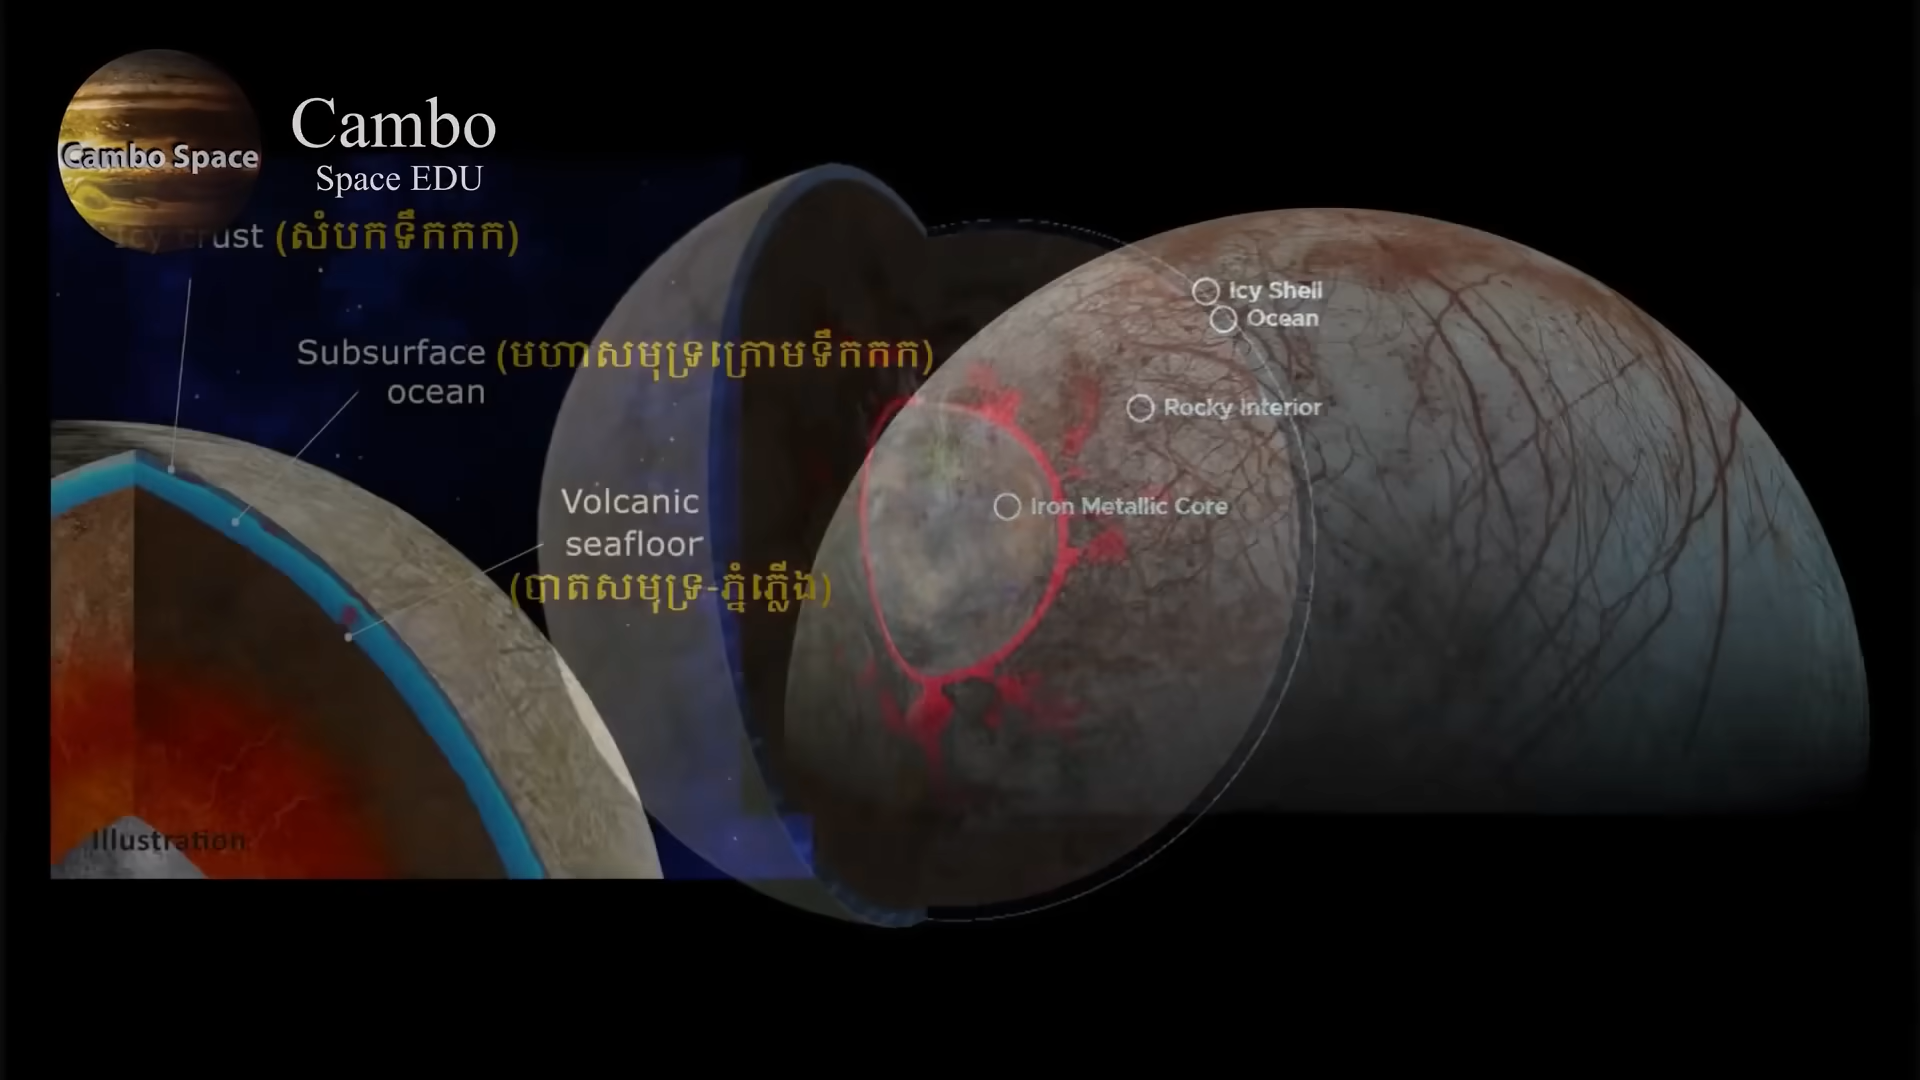 Cambo Space
Cambo
Space EDU
Icy crust (សំបកទឹកកក)
Subsurface (មហាសមុទ្រក្រោមទឹកកក)
ocean
Volcanic
seafloor
(បាតសមុទ្រ-ភ្នំភ្លើង)
Icy Shell
Ocean
Rocky Interior
Iron Metallic Core
Illustration